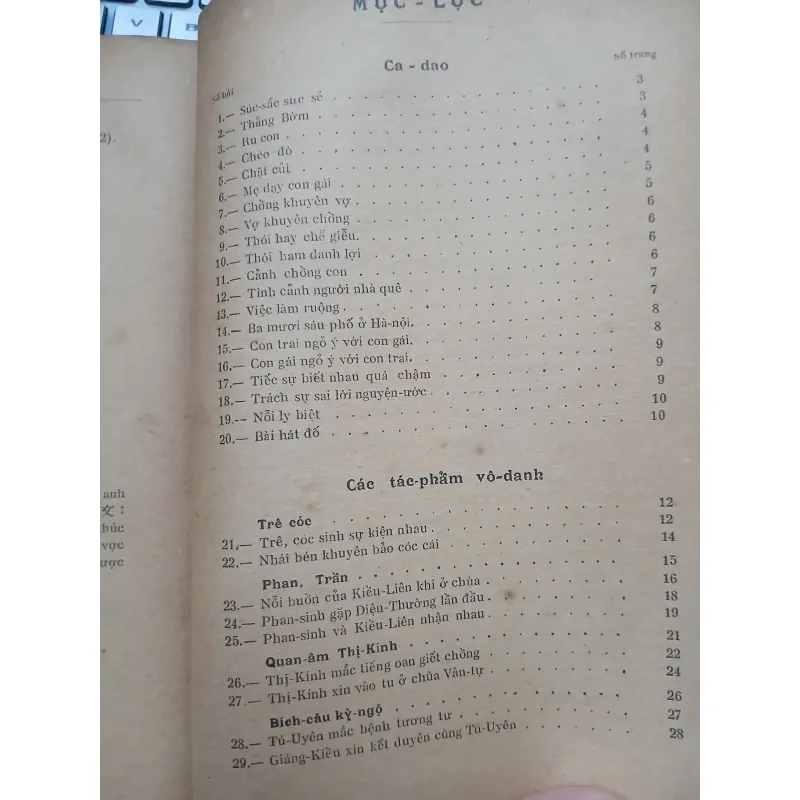 V B
2).
anh
文 :
húc
vực
ược
MỤC - LỤC
Ca - dao
Số bài Số trang
1.— Súc-sắc súc sẻ . . . . . . . . . . 3
2.— Thằng Bờm . . . . . . . . . . 3
3.— Ru con . . . . . . . . . . 4
4.— Chèo đò . . . . . . . . . . 4
5.— Chặt củi . . . . . . . . . . 4
6.— Mẹ dạy con gái . . . . . . . . . . 5
7.— Chồng khuyên vợ . . . . . . . . . . 5
8.— Vợ khuyên chồng . . . . . . . . . . 6
9.— Thói hay chế giễu. . . . . . . . . . 6
10.— Thói ham danh lợi . . . . . . . . . . 6
11.— Cảnh chồng con . . . . . . . . . . 6
12.— Tình cảnh người nhà quê . . . . . . . . . . 7
13.— Việc làm ruộng . . . . . . . . . . 7
14.— Ba mươi sáu phố ở Hà-nội. . . . . . . . . . 8
15.— Con trai ngỏ ý với con gái. . . . . . . . . . 8
16.— Con gái ngỏ ý với con trai. . . . . . . . . . 9
17.— Tiếc sự biết nhau quá chậm . . . . . . . . . . 9
18.— Trách sự sai lời nguyện-ước . . . . . . . . . . 9
19.— Nỗi ly biệt . . . . . . . . . . 10
20.— Bài hát đố . . . . . . . . . . 10
Các tác-phẩm vô-danh
Trê cóc . . . . . . . . . . 12
21.— Trê, cóc sinh sự kiện nhau . . . . . . . . . . 12
22.— Nhái bén khuyên bảo cóc cái . . . . . . . . . . 14
Phan, Trần . . . . . . . . . . 15
23.— Nỗi buồn của Kiều-Liên khi ở chùa . . . . . . . . 16
24.— Phan-sinh gặp Diệu-Thường lần đầu . . . . . . . . 18
25.— Phan-sinh và Kiều-Liên nhận nhau . . . . . . . . 19
Quan-âm Thị-Kính . . . . . . . . . . 21
26.— Thị-Kính mắc tiếng oan giết chồng . . . . . . . . 22
27.— Thị-Kính xin vào tu ở chùa Vân-tự . . . . . . . . 24
Bích-câu kỳ-ngộ . . . . . . . . . . 26
28.— Tú-Uyên mắc bệnh tương tư . . . . . . . . 27
29.— Giáng-Kiều xin kết duyên cùng Tú-Uyên . . . . . . 28